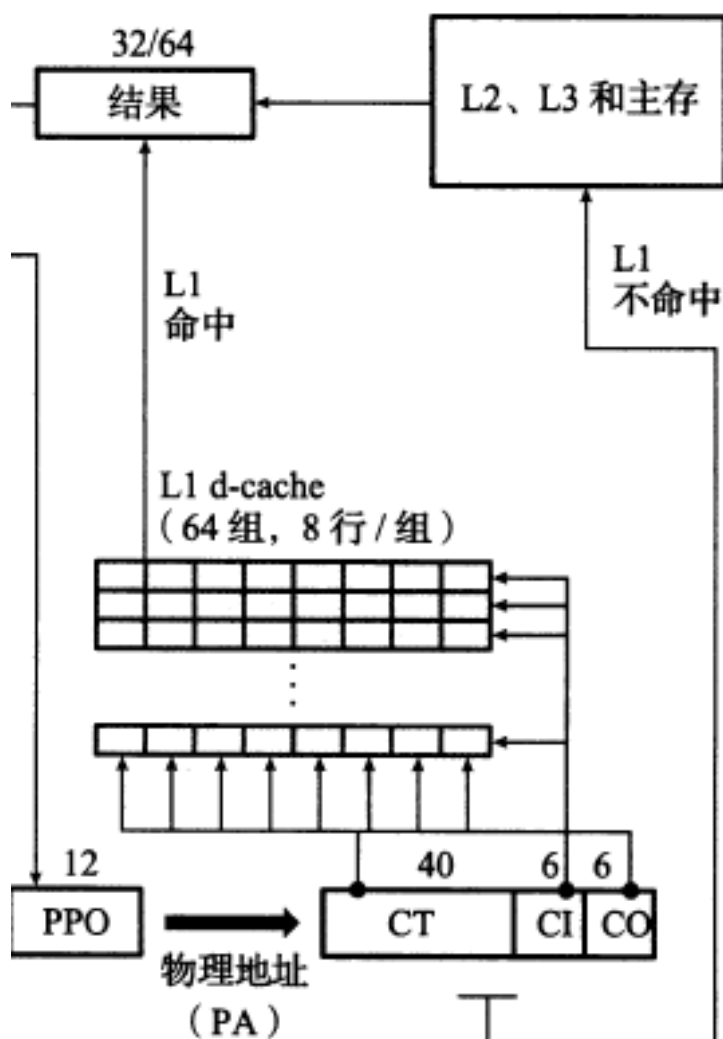 32/64
结果
L2、L3 和主存
L1
命中
L1
不命中
L1 d-cache
（64 组，8 行/组）
12
40
6
6
PPO
CT
CI
CO
物理地址
（PA）